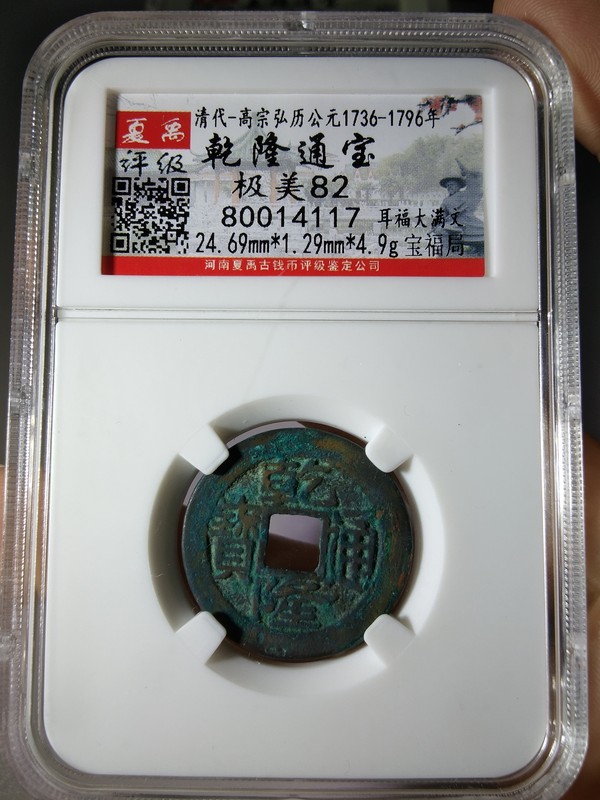 夏禹
评级
清代-高宗弘历公元1736-1796年
乾隆通宝
极美82
80014117 耳福大满文
24.69mm*1.29mm*4.9g 宝福局
河南夏禹古钱币评级鉴定公司
乾隆通寶